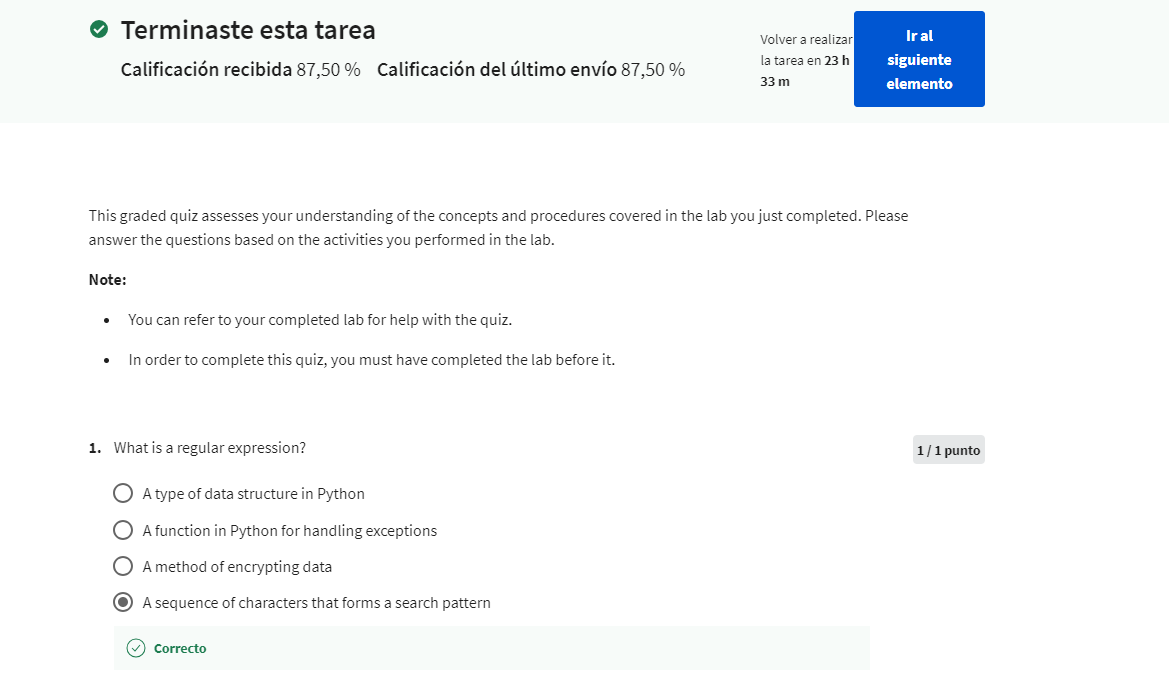 Terminaste esta tarea
Calificación recibida 87,50 % Calificación del último envío 87,50 %
Volver a realizar
la tarea en 23 h
33 m
Ir al
siguiente
elemento
This graded quiz assesses your understanding of the concepts and procedures covered in the lab you just completed. Please
answer the questions based on the activities you performed in the lab.
Note:
• You can refer to your completed lab for help with the quiz.
• In order to complete this quiz, you must have completed the lab before it.
1. What is a regular expression?
1 / 1 punto
A type of data structure in Python
A function in Python for handling exceptions
A method of encrypting data
A sequence of characters that forms a search pattern
Correcto